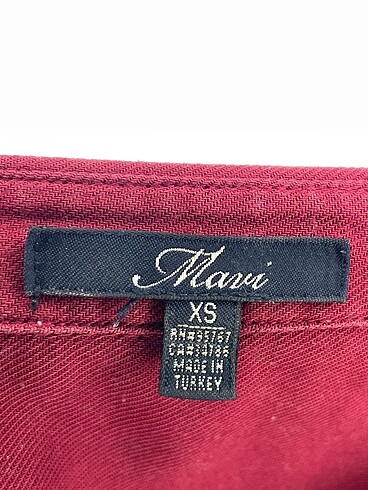 Mavi
XS
RN#95767
CA#34786
MADE IN
TURKEY